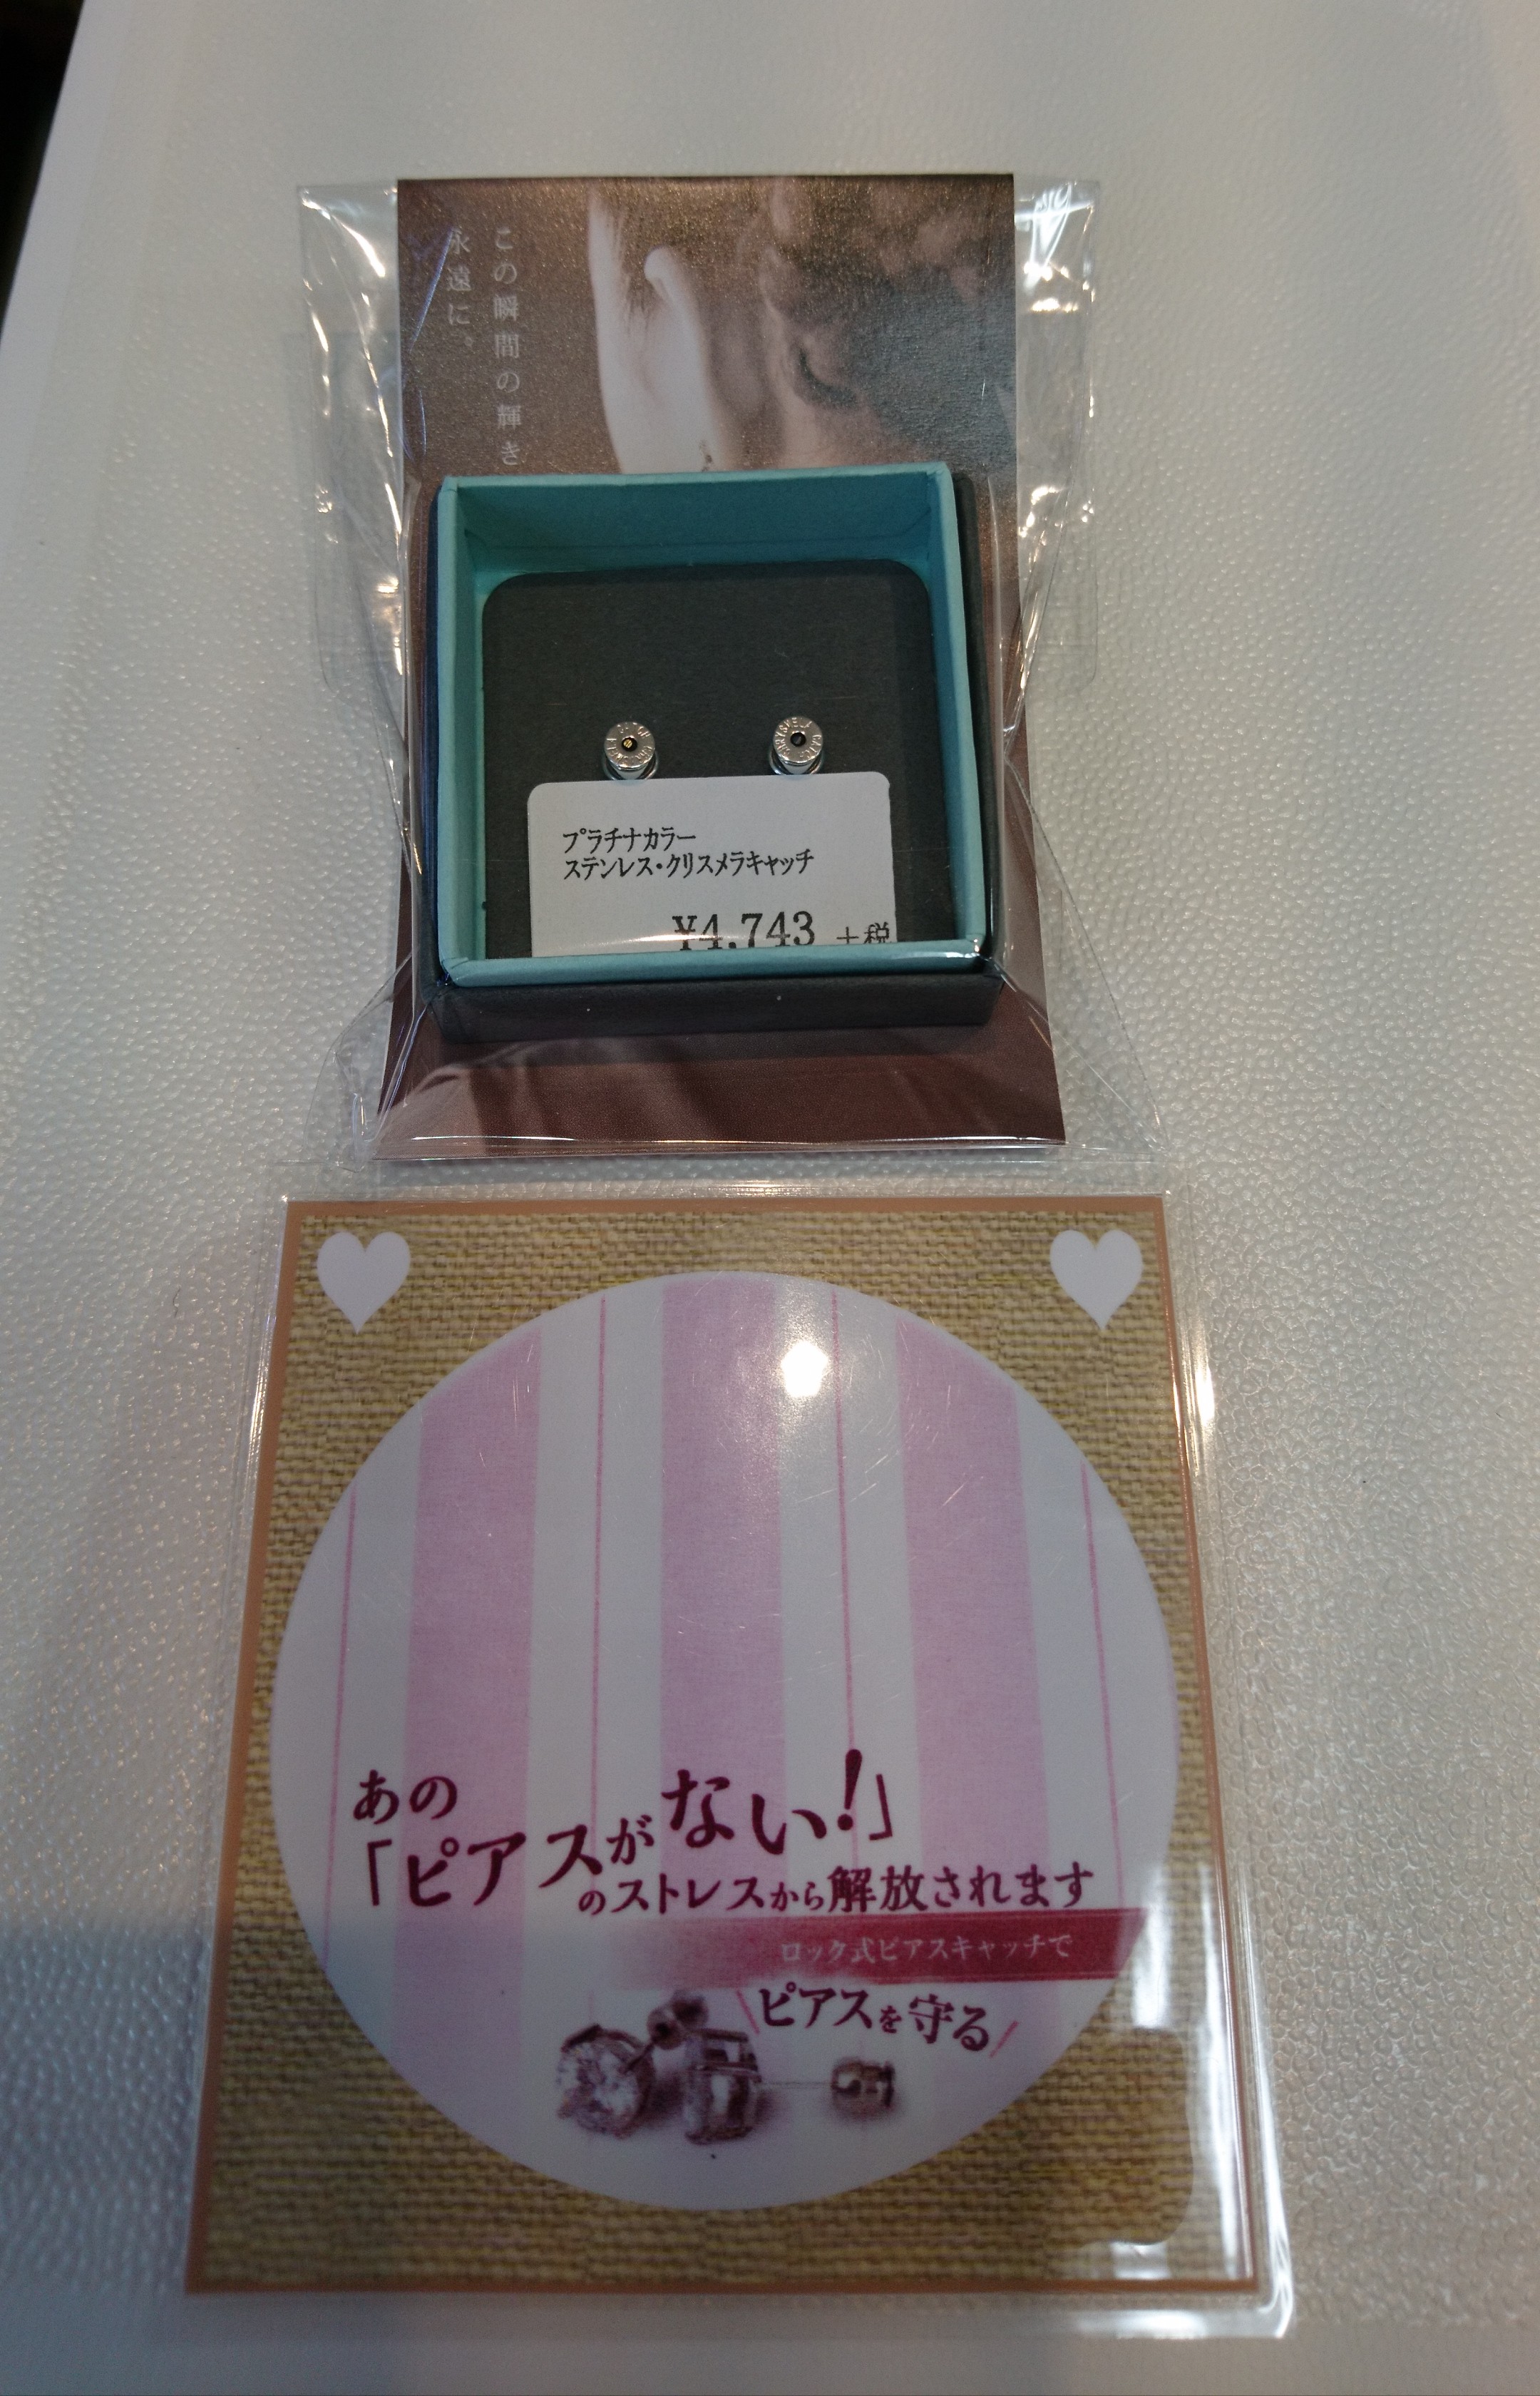 この瞬間の輝き
永遠に。
プラチナカラー
ステンレス・クリスメラキャッチ
¥4,743 +税
あの
「ピアスがない!」
のストレスから解放されます
ロック式ピアスキャッチで
ピアスを守る